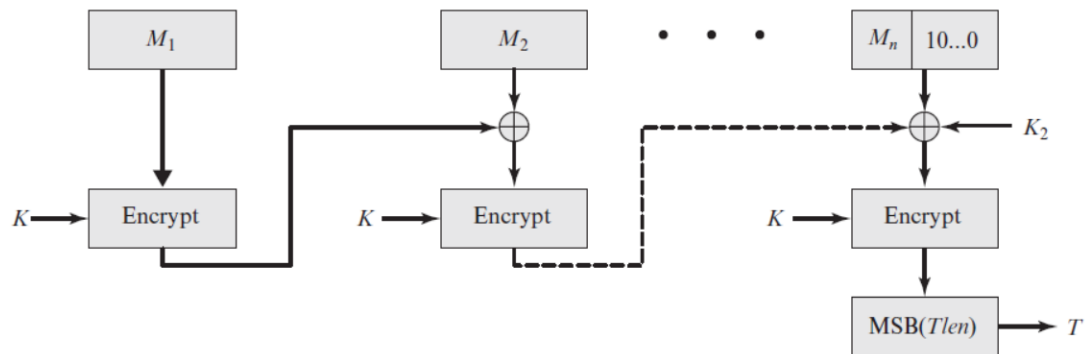 M1
M2
• • •
Mn 10...0
K2
K Encrypt
K Encrypt
K Encrypt
MSB(Tlen)
T